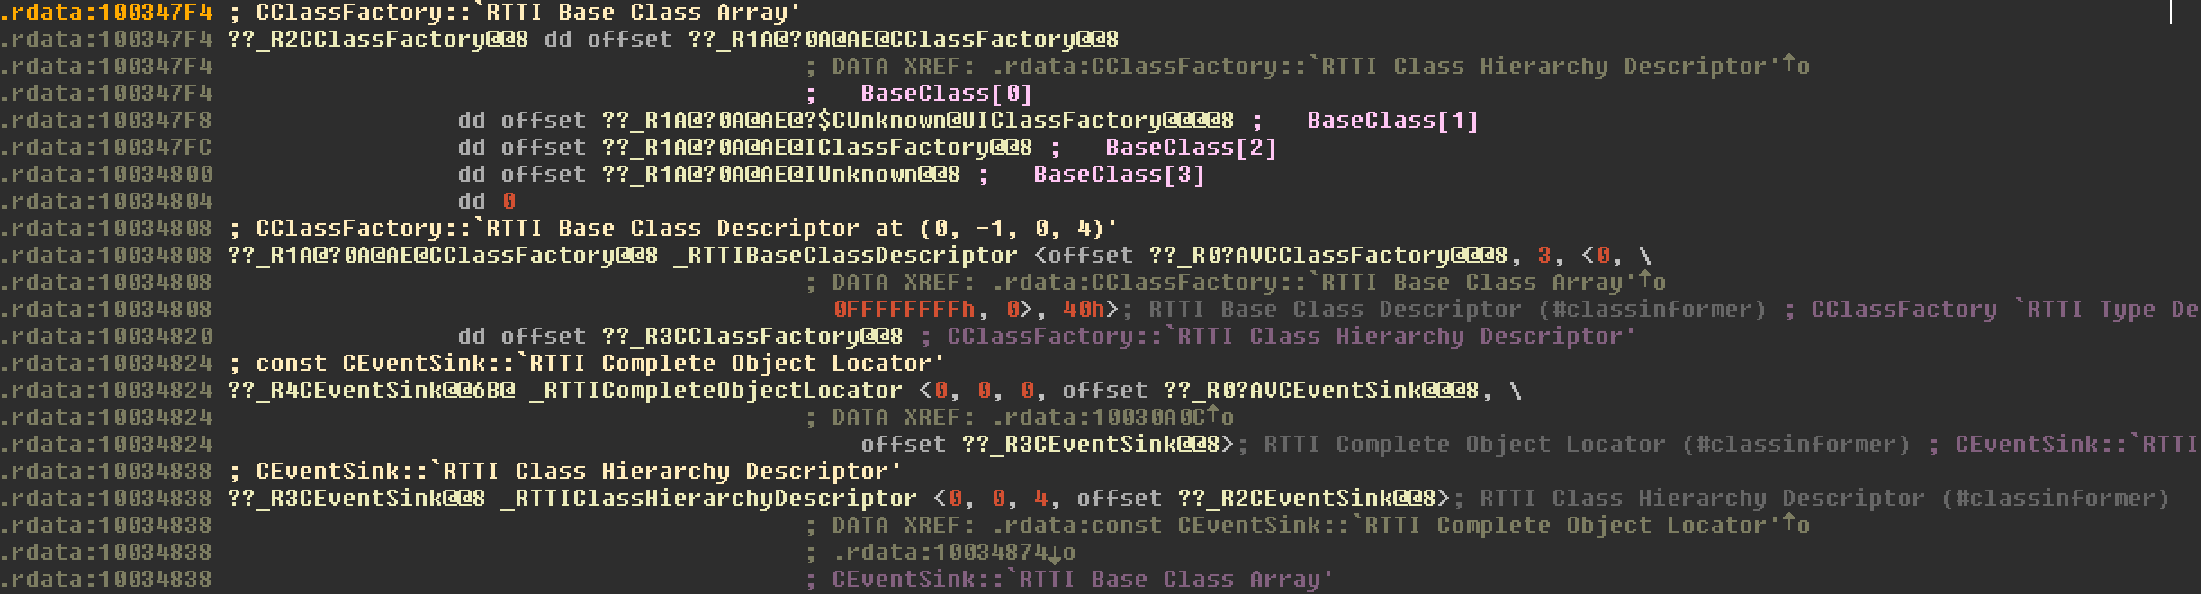 .rdata:100347F4 ; CClassFactory::`RTTI Base Class Array'
.rdata:100347F4 ??_R2CClassFactory@@8 dd offset ??_R1A@?0A@AE@CClassFactory@@8
.rdata:100347F4 ; DATA XREF: .rdata:CClassFactory::`RTTI Class Hierarchy Descriptor'↑o
.rdata:100347F4 ; BaseClass[0]
.rdata:100347F8 dd offset ??_R1A@?0A@AE@?$CUnknown@UIClassFactory@@@@8 ; BaseClass[1]
.rdata:100347FC dd offset ??_R1A@?0A@AE@IClassFactory@@8 ; BaseClass[2]
.rdata:10034800 dd offset ??_R1A@?0A@AE@IUnknown@@8 ; BaseClass[3]
.rdata:10034804 dd 0
.rdata:10034808 ; CClassFactory::`RTTI Base Class Descriptor at (0, -1, 0, 4)'
.rdata:10034808 ??_R1A@?0A@AE@CClassFactory@@8 _RTTIBaseClassDescriptor <offset ??_R0?AVCClassFactory@@@8, 3, <0, \
.rdata:10034808 ; DATA XREF: .rdata:CClassFactory::`RTTI Base Class Array'↑o
.rdata:10034808 0FFFFFFFFh, 0>, 40h>; RTTI Base Class Descriptor (#classinformer) ; CClassFactory `RTTI Type De
.rdata:10034820 dd offset ??_R3CClassFactory@@8 ; CClassFactory::`RTTI Class Hierarchy Descriptor'
.rdata:10034824 ; const CEventSink::`RTTI Complete Object Locator'
.rdata:10034824 ??_R4CEventSink@@6B@ _RTTICompleteObjectLocator <0, 0, 0, offset ??_R0?AVCEventSink@@@8, \
.rdata:10034824 ; DATA XREF: .rdata:10030A0C↑o
.rdata:10034824 offset ??_R3CEventSink@@8>; RTTI Complete Object Locator (#classinformer) ; CEventSink::`RTTI
.rdata:10034838 ; CEventSink::`RTTI Class Hierarchy Descriptor'
.rdata:10034838 ??_R3CEventSink@@8 _RTTIClassHierarchyDescriptor <0, 0, 4, offset ??_R2CEventSink@@8>; RTTI Class Hierarchy Descriptor (#classinformer)
.rdata:10034838 ; DATA XREF: .rdata:const CEventSink::`RTTI Complete Object Locator'↑o
.rdata:10034838 ; .rdata:10034874↓o
.rdata:10034838 ; CEventSink::`RTTI Base Class Array'